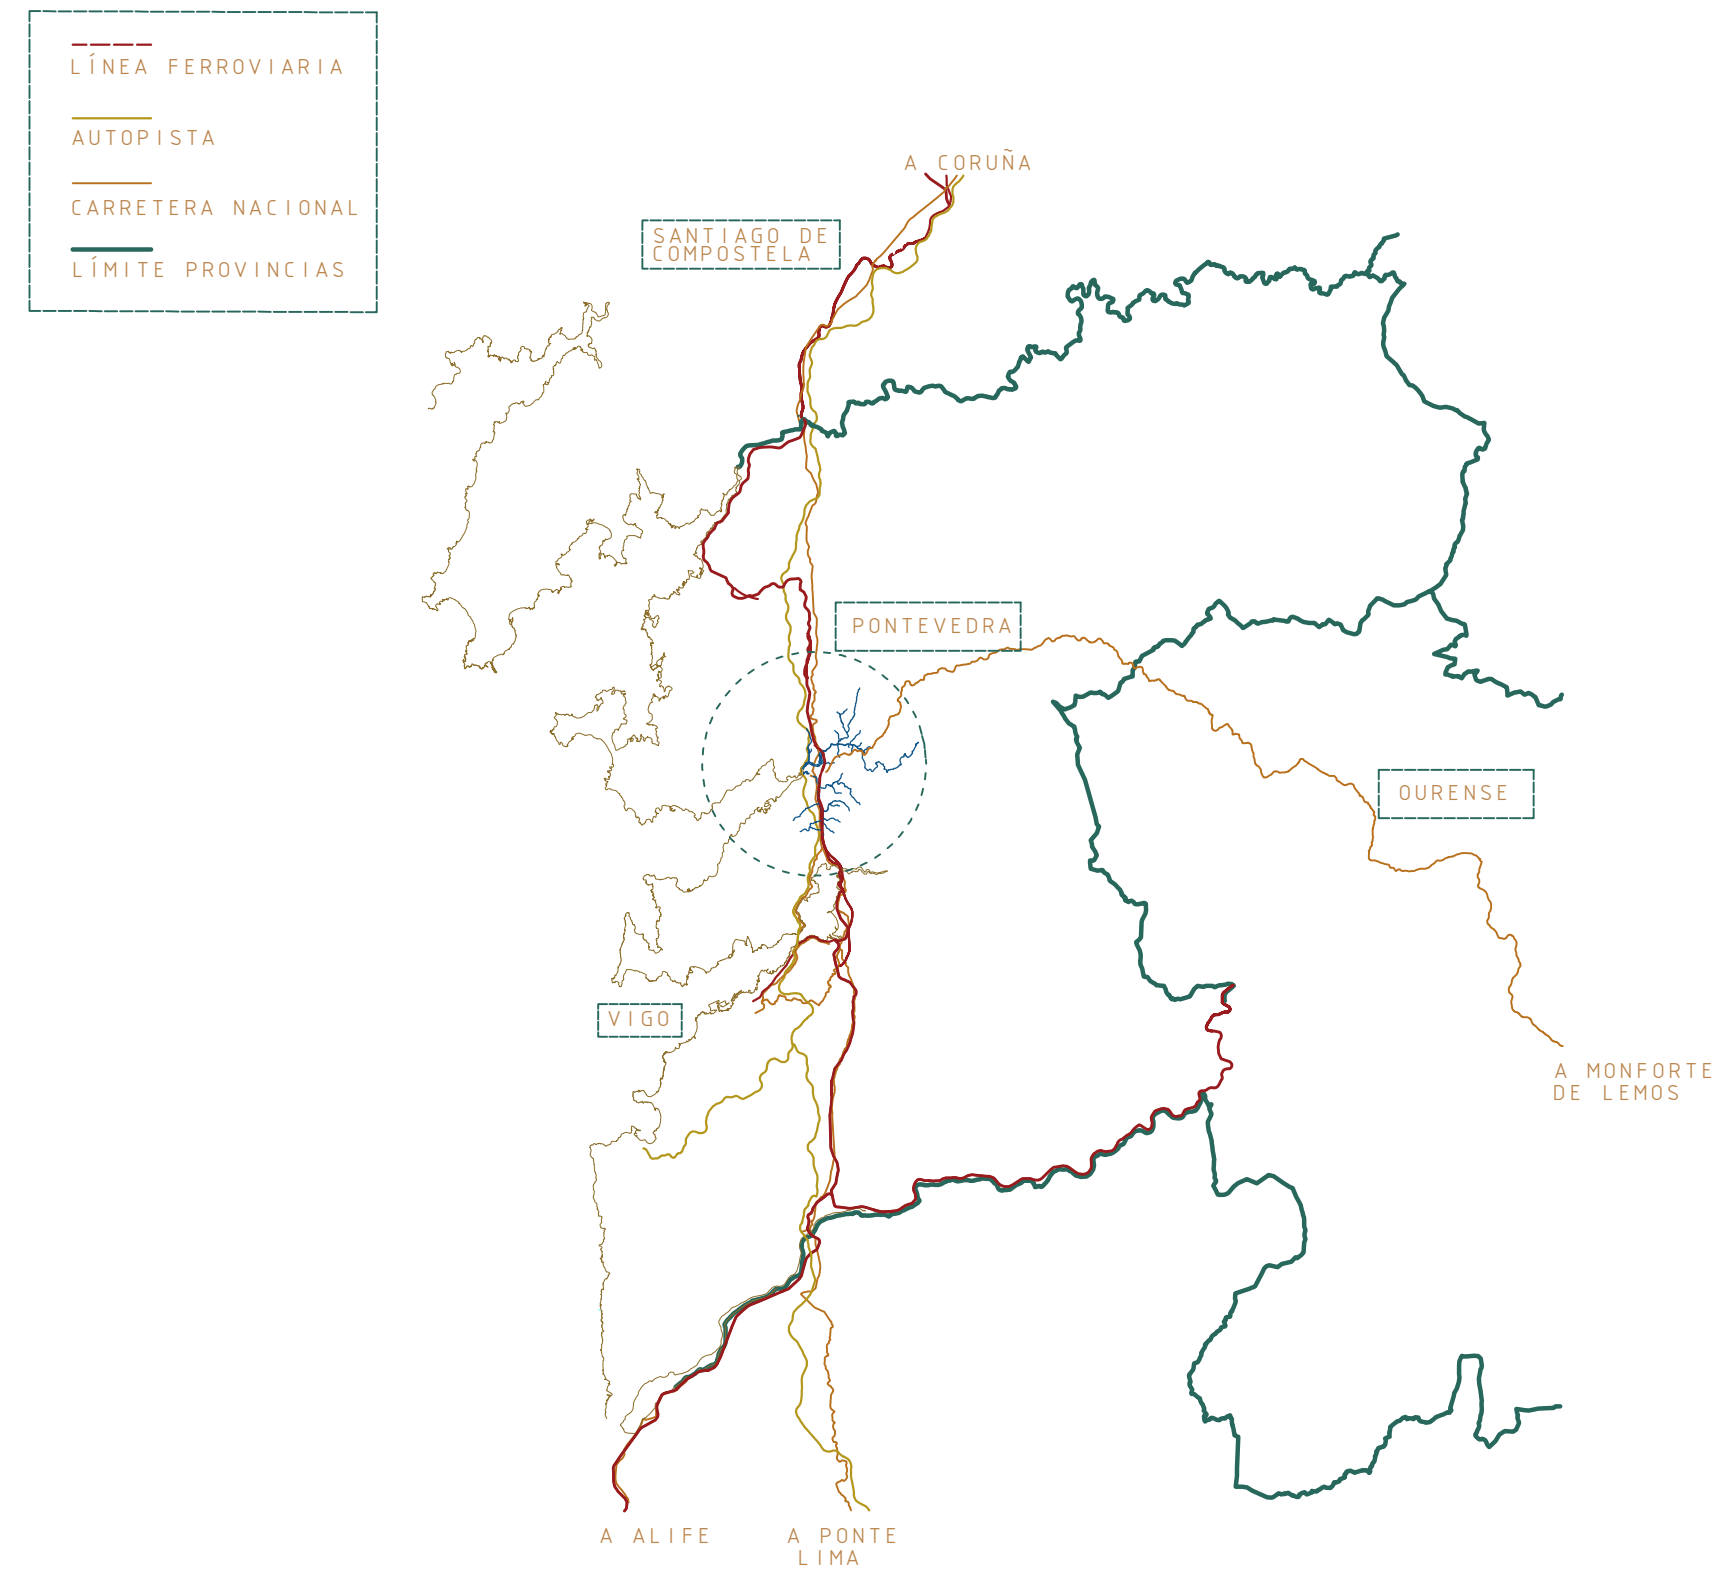 LÍNEA FERROVIARIA
AUTOPISTA
CARRETERA NACIONAL
LÍMITE PROVINCIAS
A CORUÑA
SANTIAGO DE
COMPOSTELA
PONTEVEDRA
OURENSE
VIGO
A MONFORTE
DE LEMOS
A ALIFE
A PONTE
LIMA